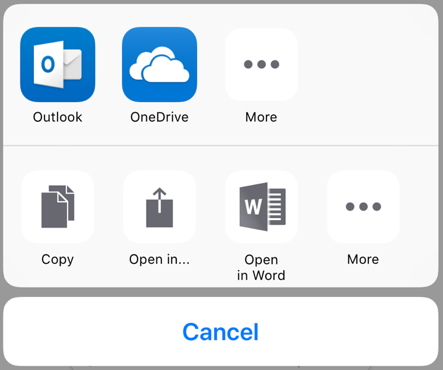 Outlook
OneDrive
More
Copy
Open in...
Open
in Word
More
Cancel